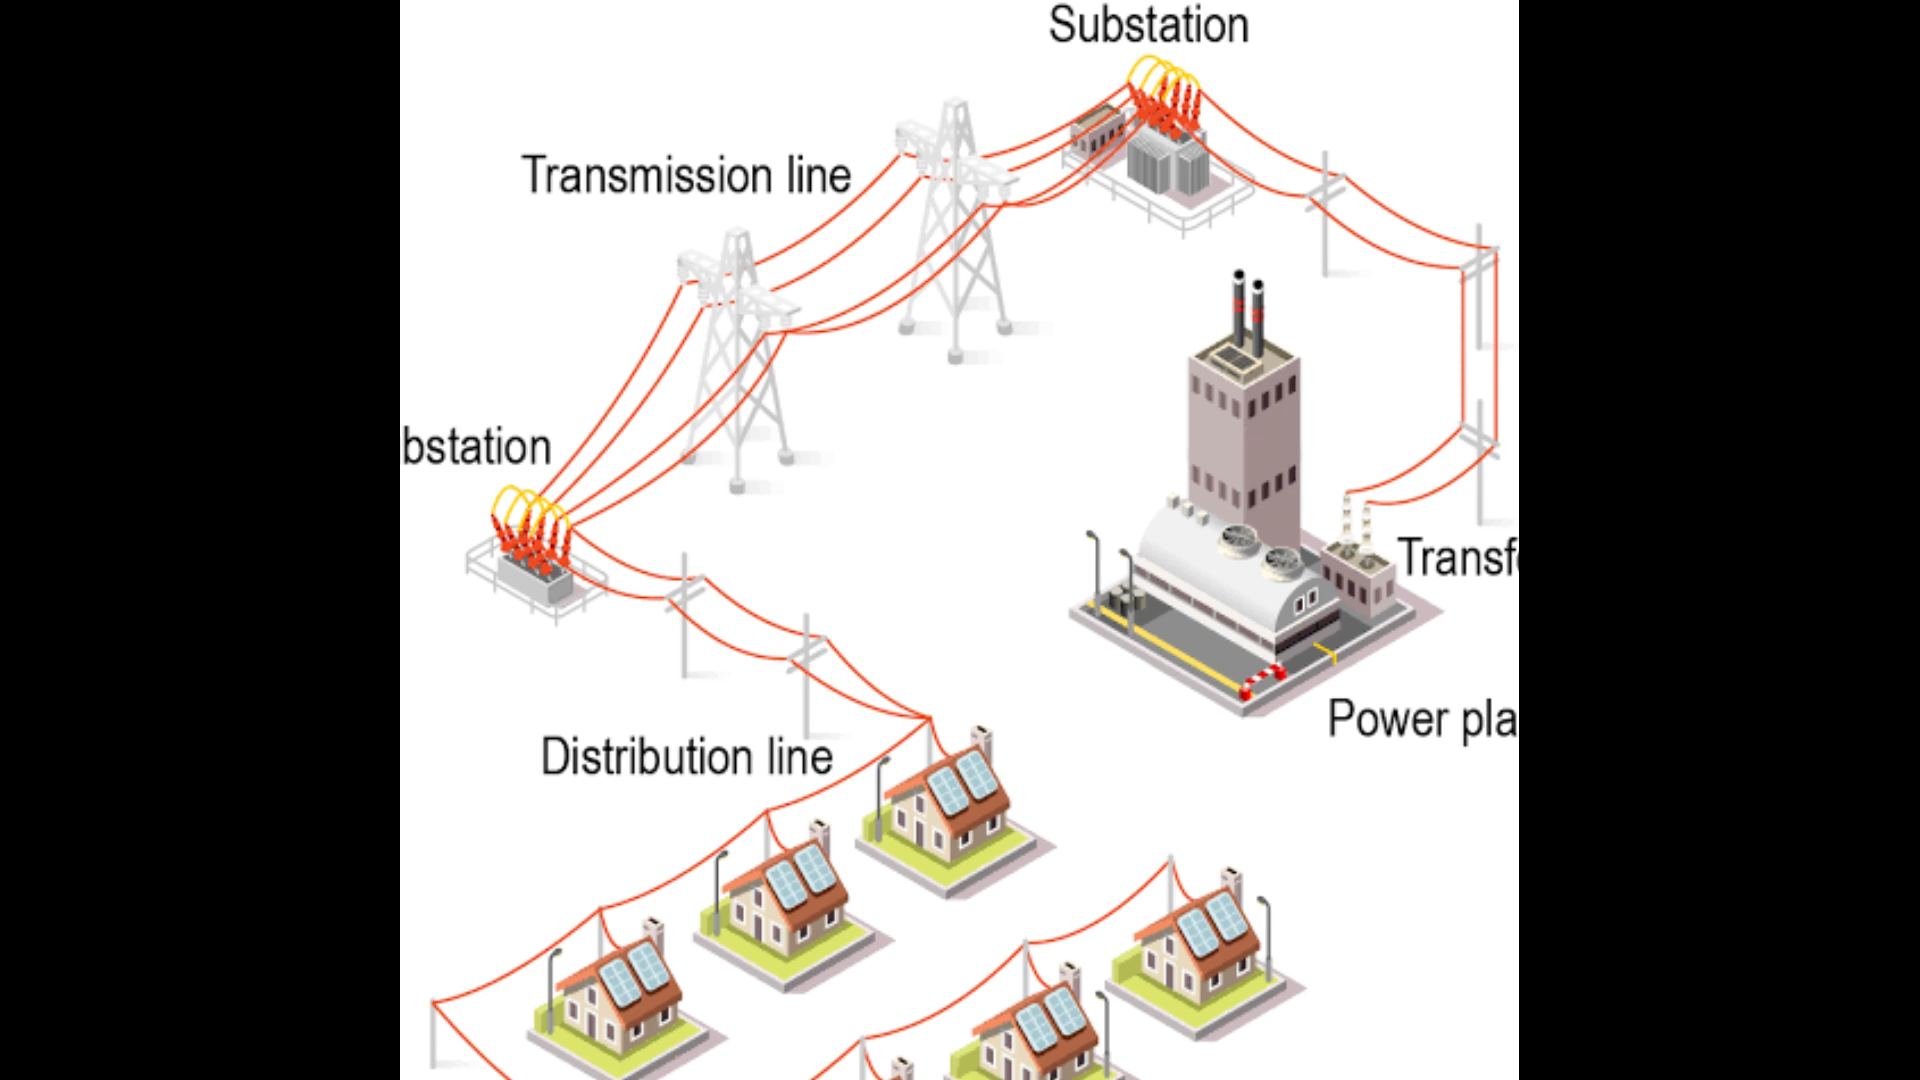 Substation
Transmission line
bstation
Transf
Power pla
Distribution line